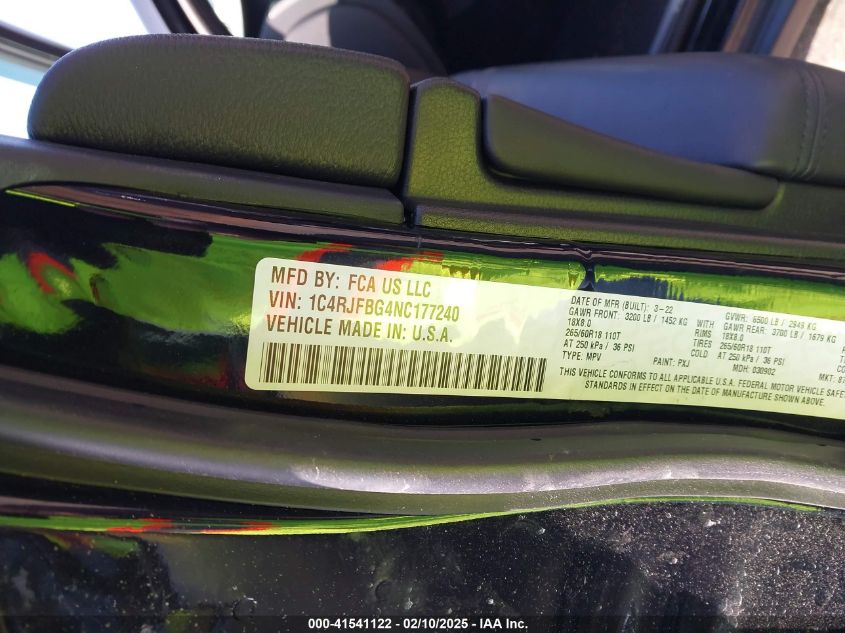 MFD BY: FCA US LLC
VIN: 1C4RJFBG4NC177240
VEHICLE MADE IN U.S.A.
DATE OF MFR (BUILT): 3-22 GVWR: 6500 LB / 2949 KG
GAWR FRONT: 3200 LB / 1452 KG WITH GAWR REAR: 3700 LB / 1679 KG
18X8.0 RIMS 18X8.0
265/60R18 110T TIRES 265/60R18 110T
AT 250 kPa / 36 PSI COLD AT 250 kPa / 36 PSI
TYPE: MPV PAINT: PXJ MDH: 030902 MKT:
THIS VEHICLE CONFORMS TO ALL APPLICABLE U.S.A. FEDERAL MOTOR VEHICLE
STANDARDS IN EFFECT ON THE DATE OF MANUFACTURE SHOWN ABOVE.
000-41541122 - 02/10/2025 - IAA Inc.